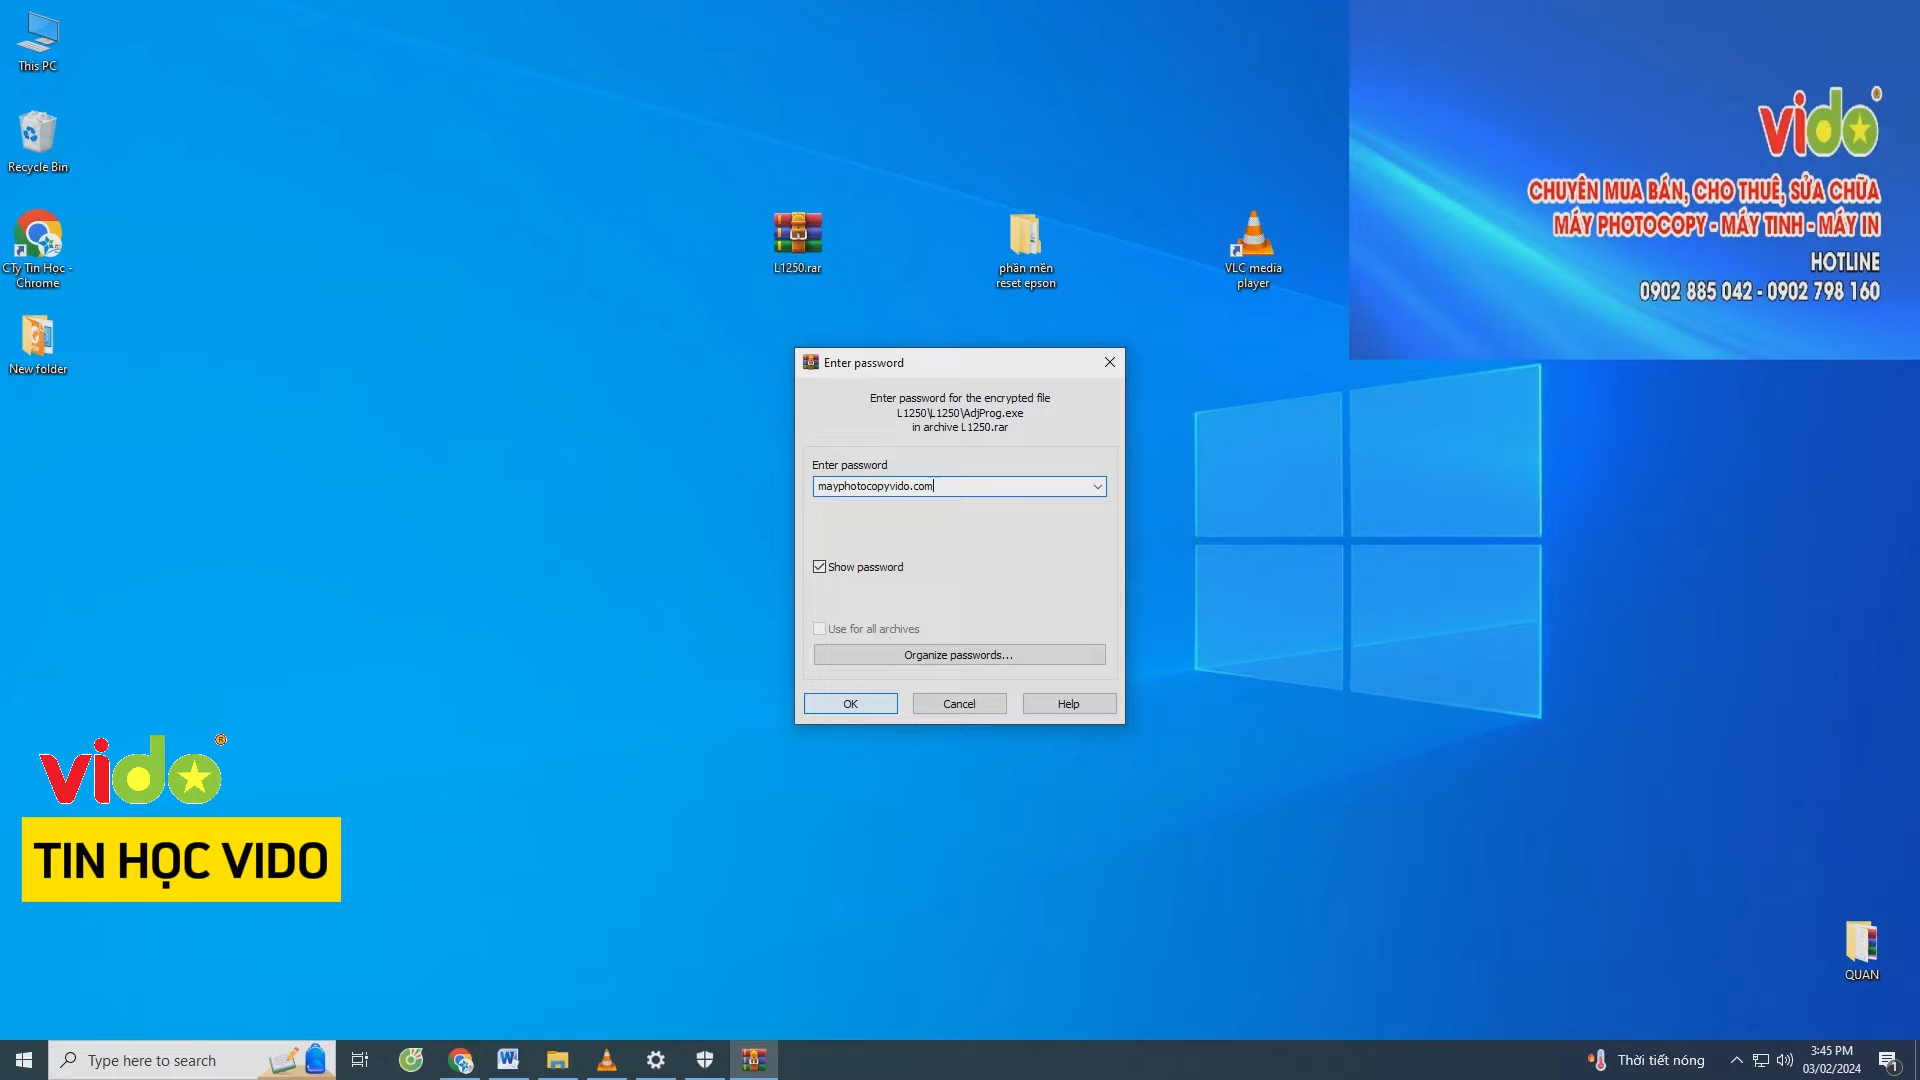 This PC
Recycle Bin
CTy Tin Học -
Chrome
New folder
L1250.rar
phần mền
reset epson
VLC media
player
vido
CHUYÊN MUA BÁN, CHO THUÊ, SỬA CHỮA
MÁY PHOTOCOPY - MÁY TINH - MÁY IN
HOTLINE
0902 885 042 - 0902 798 160
Enter password
Enter password for the encrypted file
L1250\L1250\AdjProg.exe
in archive L1250.rar
Enter password
mayphotocopyvido.com
Show password
Use for all archives
Organize passwords...
OK
Cancel
Help
vido
TIN HỌC VIDO
QUAN
Type here to search
Thời tiết nóng
3:45 PM
03/02/2024
1